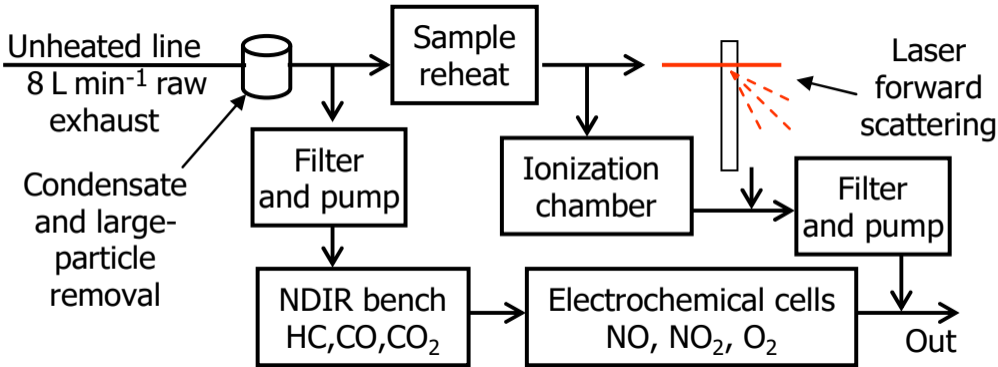 Unheated line
8 L min-1 raw
exhaust
Condensate
and large-
particle
removal
Sample
reheat
Laser
forward
scattering
Filter
and pump
Ionization
chamber
Filter
and pump
NDIR bench
HC,CO,CO2
Electrochemical cells
NO, NO2, O2
Out